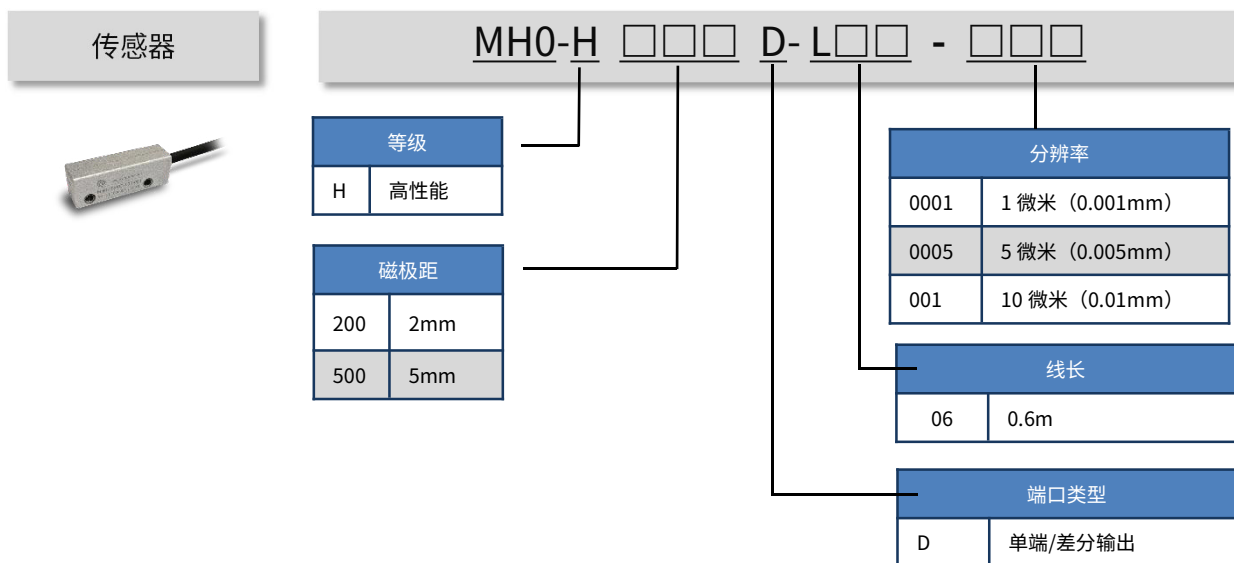 传感器
MH0-H □□□ D- L□□ - □□□
等级
H 高性能
磁极距
200 2mm
500 5mm
分辨率
0001 1 微米（0.001mm）
0005 5 微米（0.005mm）
001 10 微米（0.01mm）
线长
06 0.6m
端口类型
D 单端/差分输出